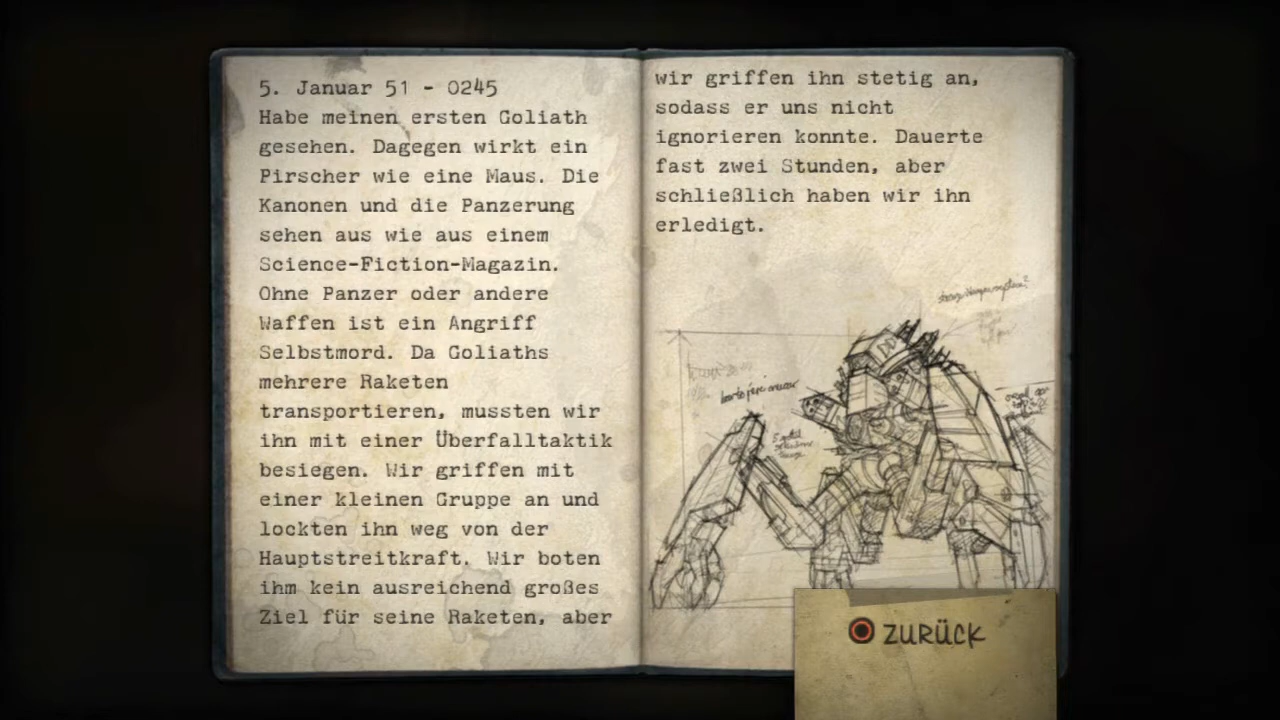 5. Januar 51 - 0245
Habe meinen ersten Goliath
gesehen. Dagegen wirkt ein
Pirscher wie eine Maus. Die
Kanonen und die Panzerung
sehen aus wie aus einem
Science-Fiction-Magazin.
Ohne Panzer oder andere
Waffen ist ein Angriff
Selbstmord. Da Goliaths
mehrere Raketen
transportieren, mussten wir
ihn mit einer Überfalltaktik
besiegen. Wir griffen mit
einer kleinen Gruppe an und
lockten ihn weg von der
Hauptstreitkraft. Wir boten
ihm kein ausreichend großes
Ziel für seine Raketen, aber
wir griffen ihn stetig an,
sodass er uns nicht
ignorieren konnte. Dauerte
fast zwei Stunden, aber
schließlich haben wir ihn
erledigt.
ZURÜCK